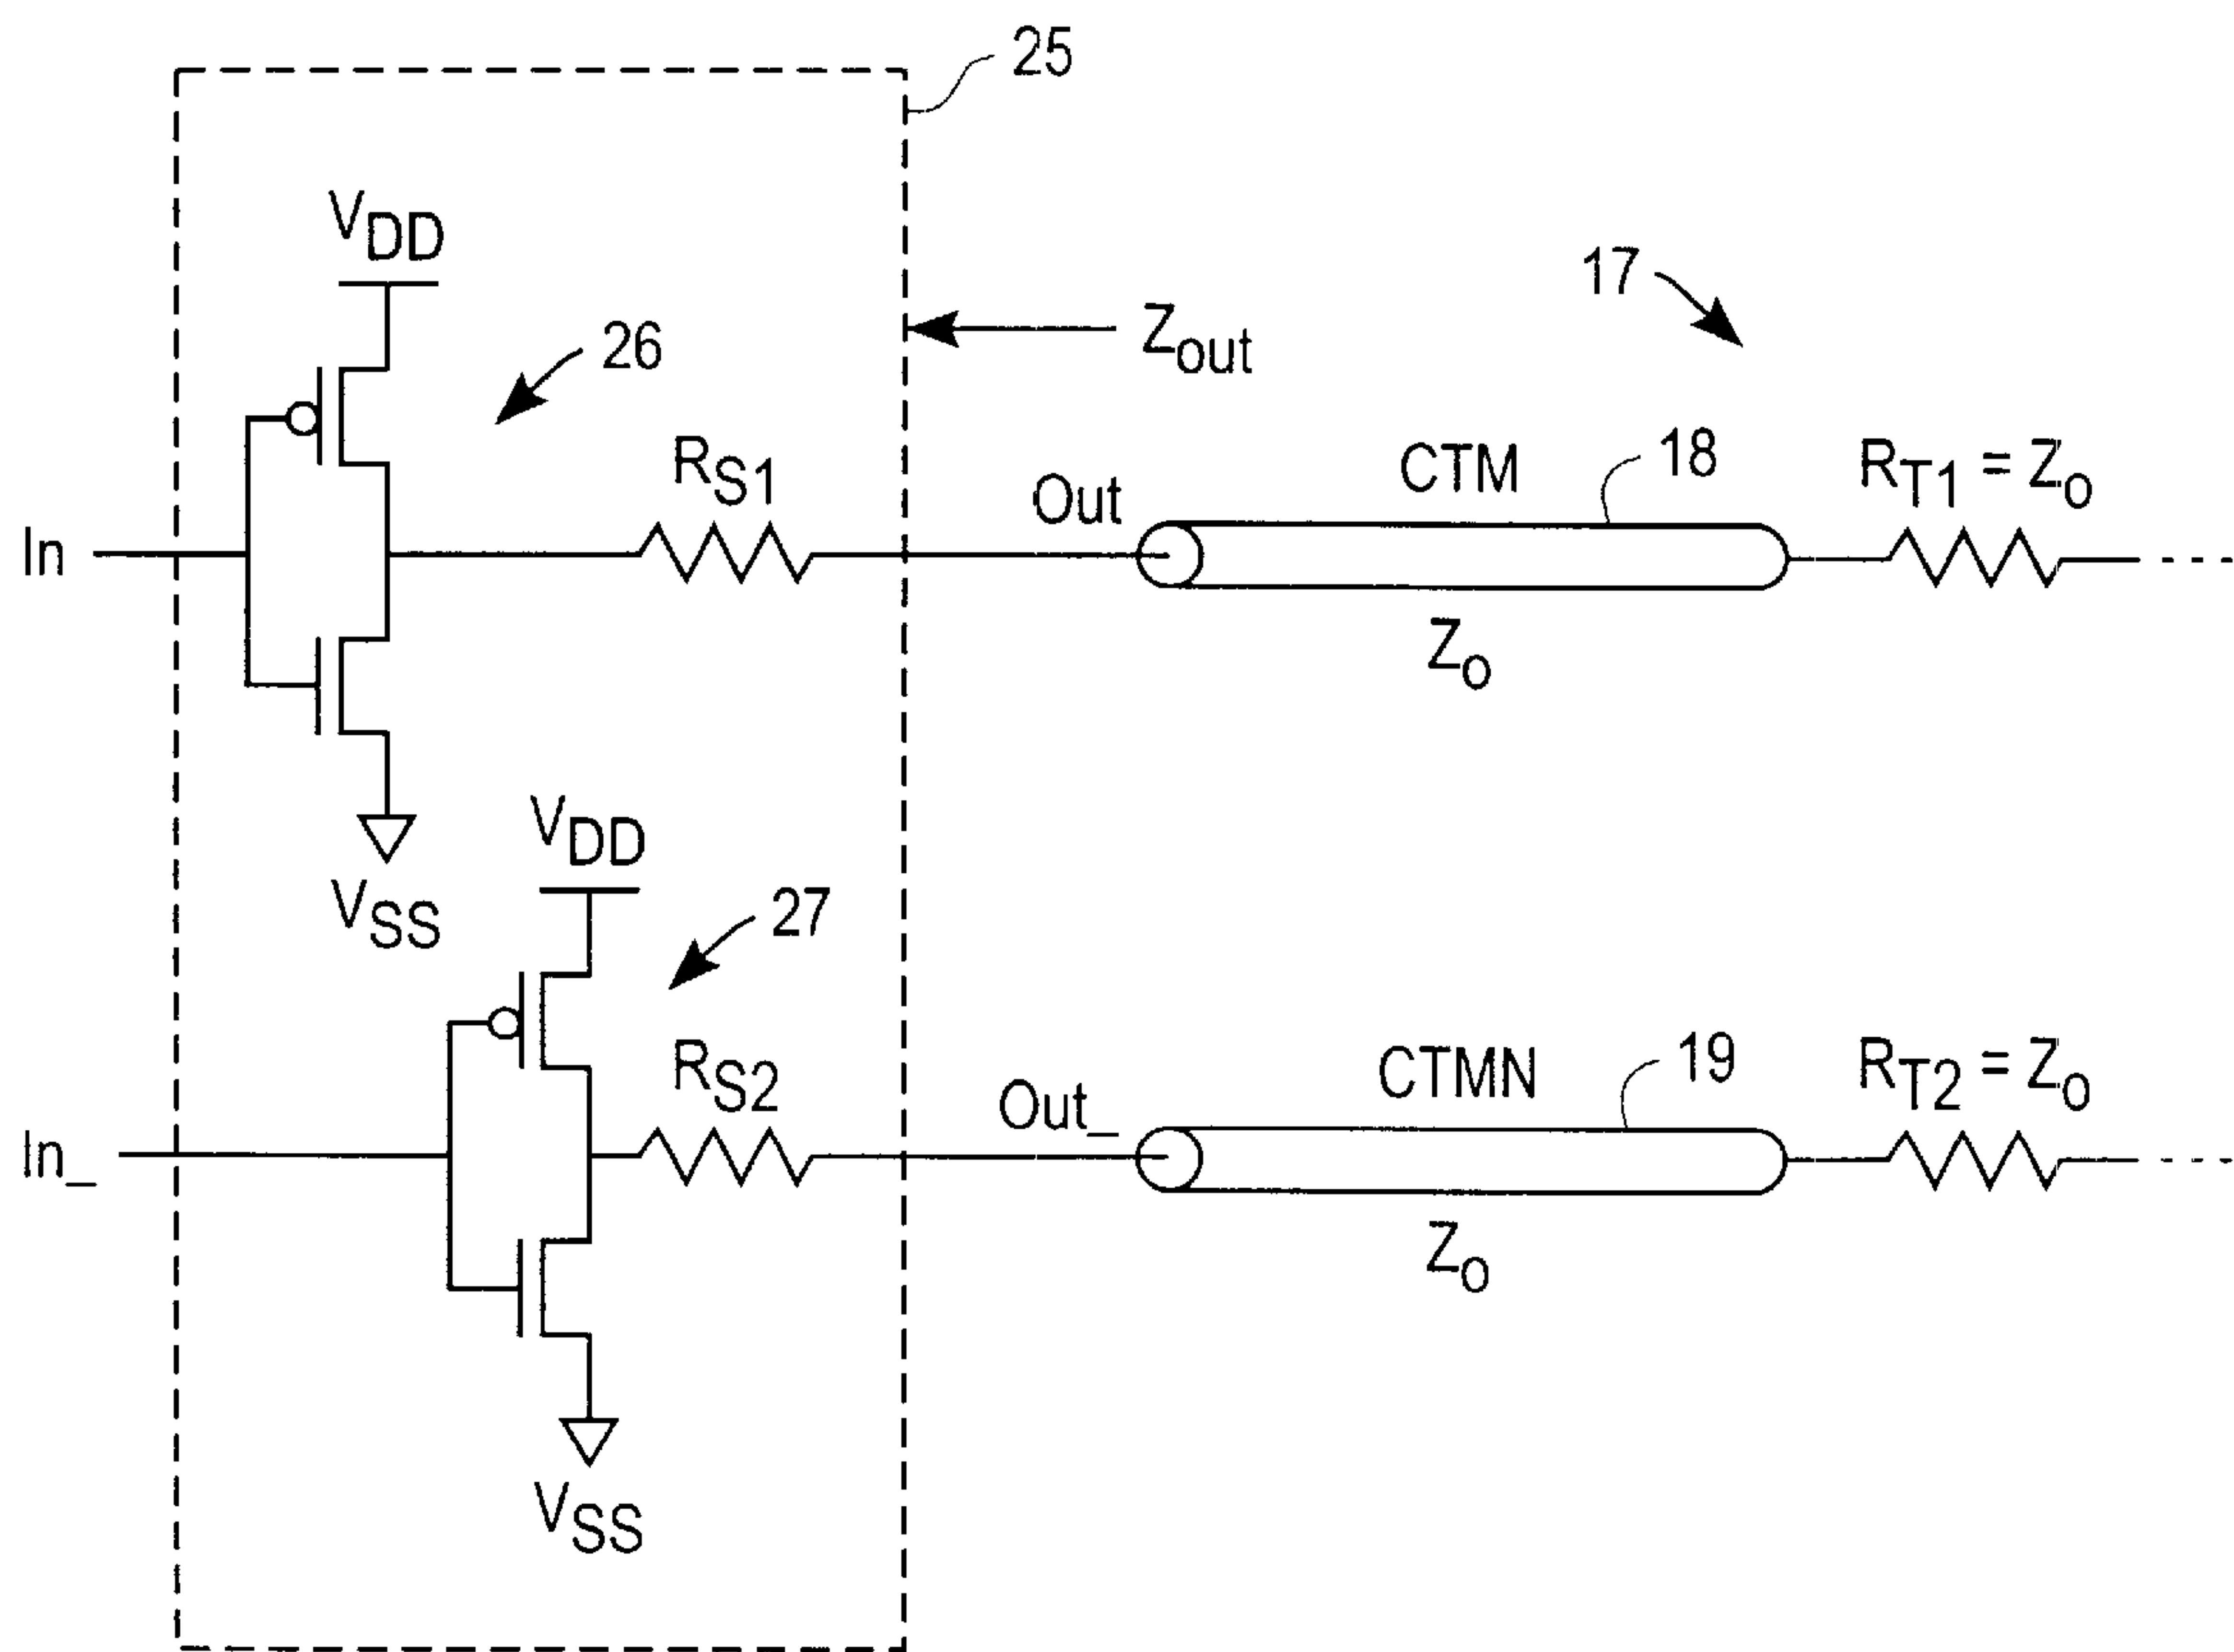 25
VDD
26
Zout
17
RS1
In
Out
CTM
18
RT1 = Zo
Zo
VSS
VDD
27
RS2
In_
Out_
CTMN
19
RT2 = Zo
Zo
VSS